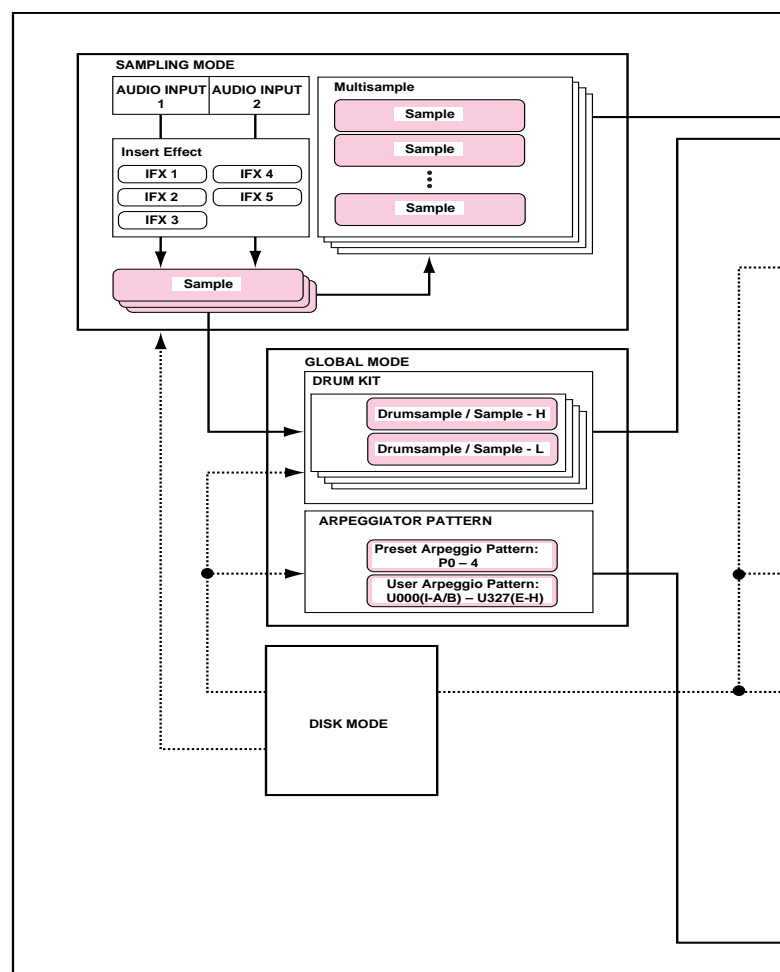 SAMPLING MODE
AUDIO INPUT
1
AUDIO INPUT
2
Insert Effect
IFX 1
IFX 2
IFX 3
IFX 4
IFX 5
Sample
Multisample
Sample
Sample
Sample
GLOBAL MODE
DRUM KIT
Drumsample / Sample - H
Drumsample / Sample - L
ARPEGGIATOR PATTERN
Preset Arpeggio Pattern:
P0 – 4
User Arpeggio Pattern:
U000(I-A/B) – U327(E-H)
DISK MODE